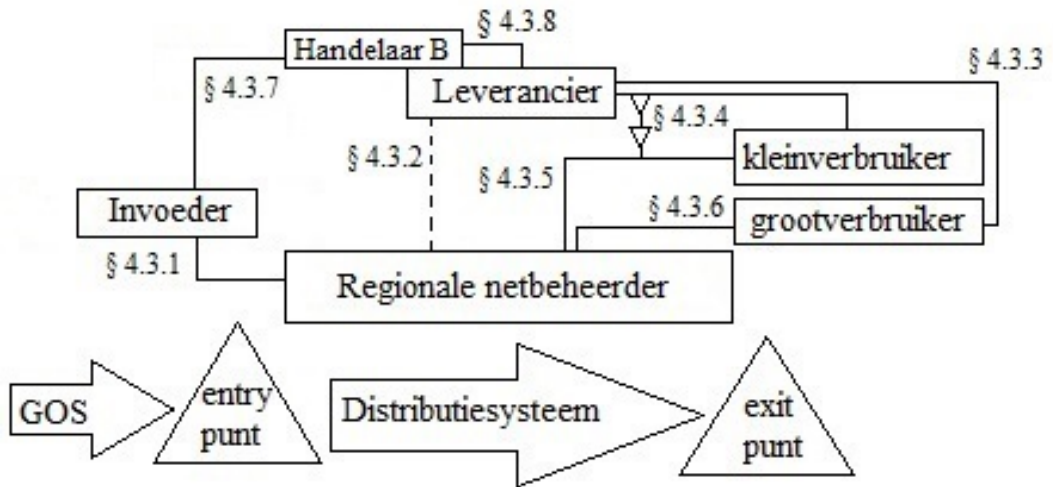 § 4.3.8
Handelaar B
§ 4.3.3
§ 4.3.7
Leverancier
§ 4.3.4
§ 4.3.2
kleinverbruiker
§ 4.3.5
Invoeder
§ 4.3.6
grootverbruiker
§ 4.3.1
Regionale netbeheerder
GOS
entry
punt
Distributiesysteem
exit
punt